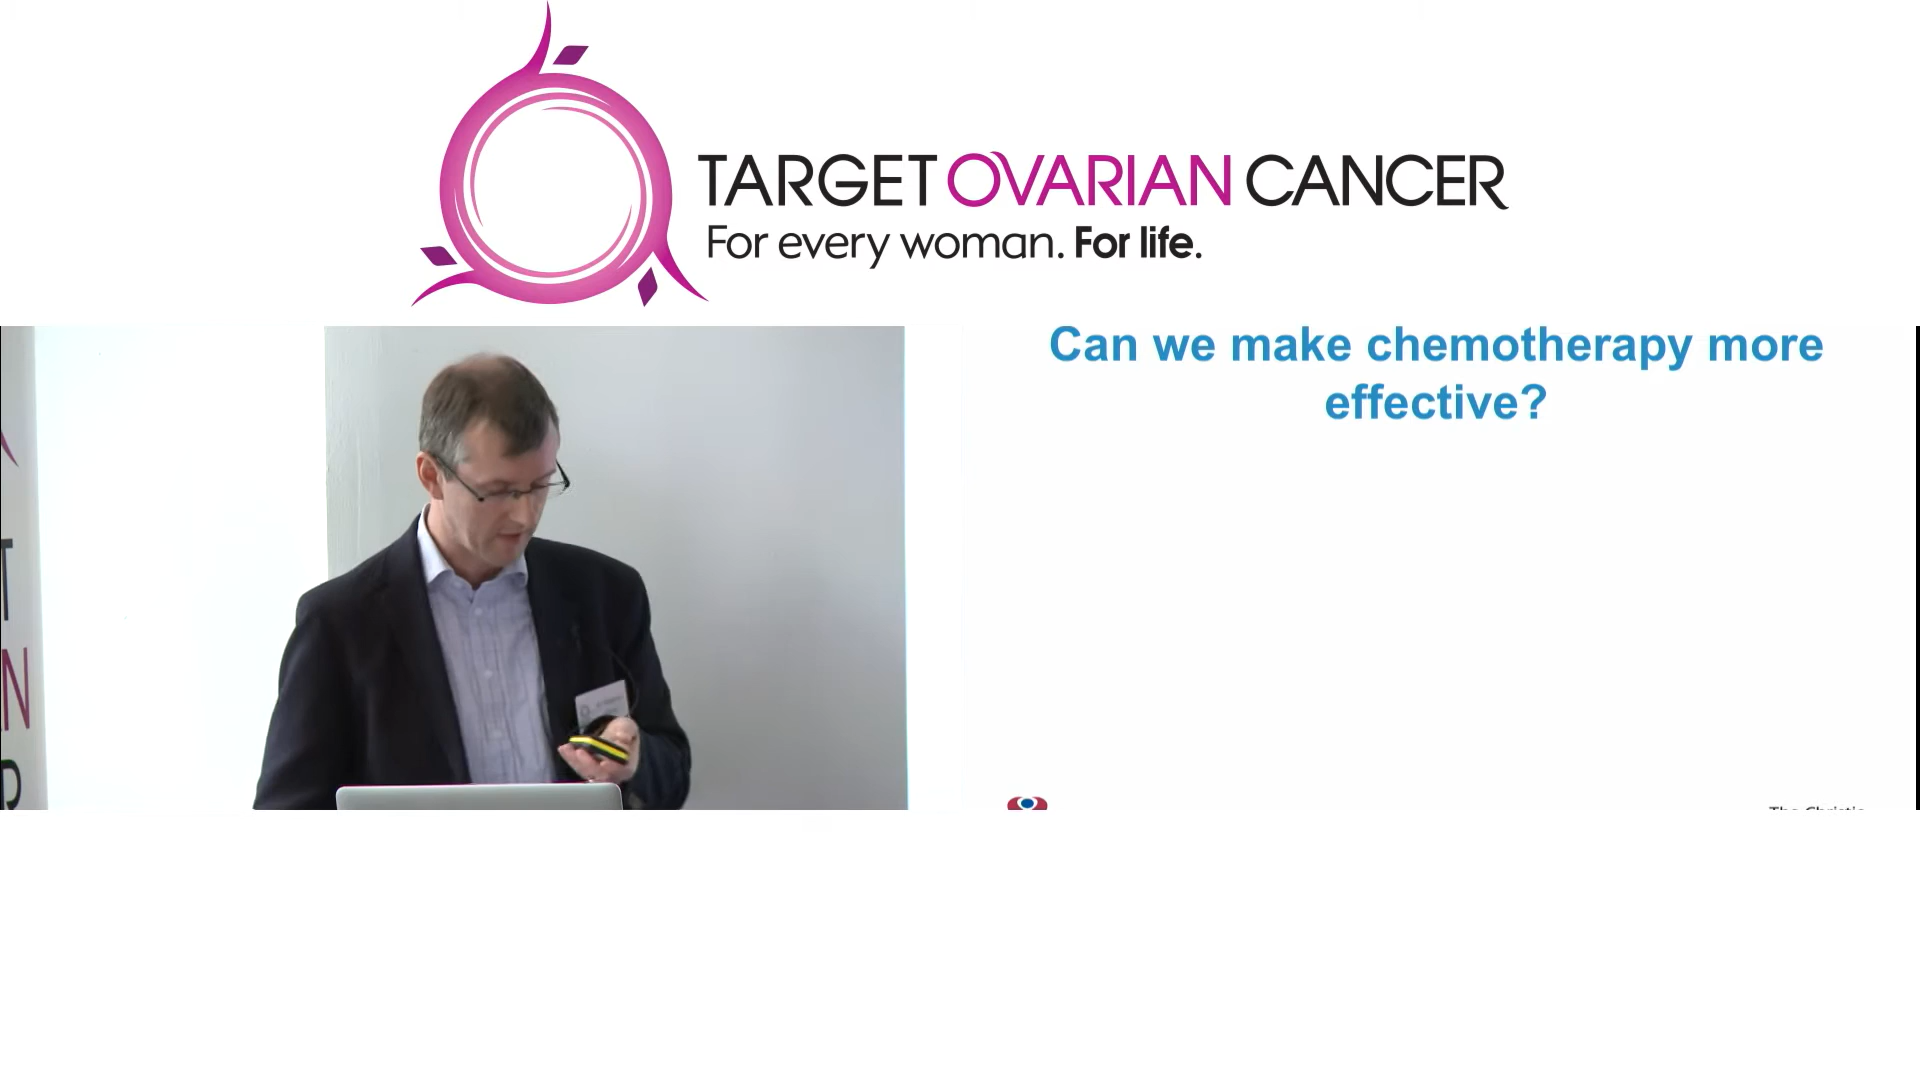 TARGET OVARIAN CANCER
For every woman. For life.
Can we make chemotherapy more
effective?
T
N